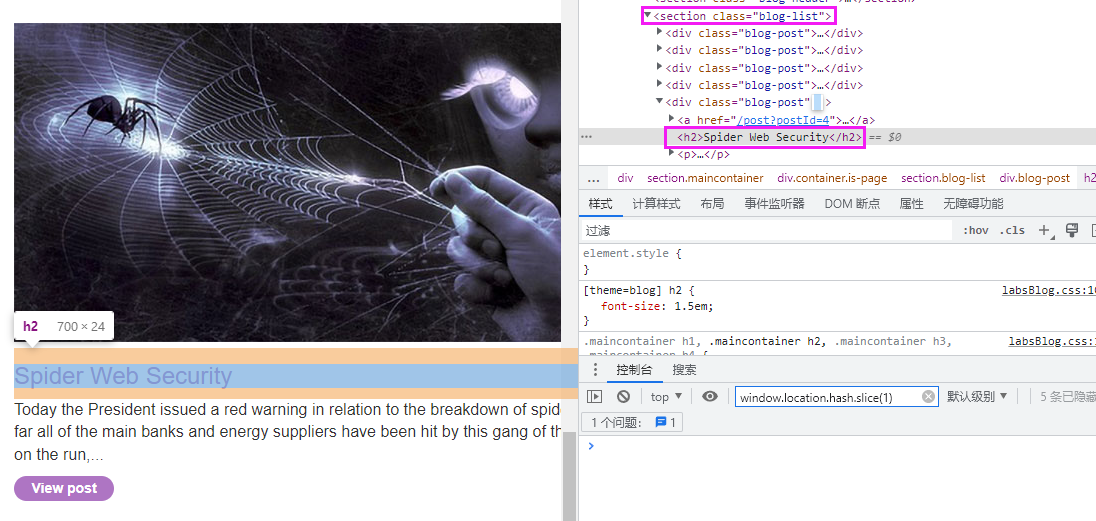 <section class="blog-list">
<div class="blog-post">…</div>
<div class="blog-post">…</div>
<div class="blog-post">…</div>
<div class="blog-post">…</div>
<div class="blog-post" >
<a href="/post?postId=4">…</a>
<h2>Spider Web Security</h2> == $0
<p>…</p>
… div section.maincontainer div.container.is-page section.blog-list div.blog-post h2
样式 计算样式 布局 事件监听器 DOM 断点 属性 无障碍功能
过滤 :hov .cls
element.style {
}
[theme=blog] h2 { labsBlog.css:10
font-size: 1.5em;
}
.maincontainer h1, .maincontainer h2, .maincontainer h3, labsBlog.css:1
控制台 搜索
top window.location.hash.slice(1) 默认级别 5 条已隐藏
1 个问题: 1
h2 700 × 24
Spider Web Security
Today the President issued a red warning in relation to the breakdown of spide
far all of the main banks and energy suppliers have been hit by this gang of th
on the run,...
View post